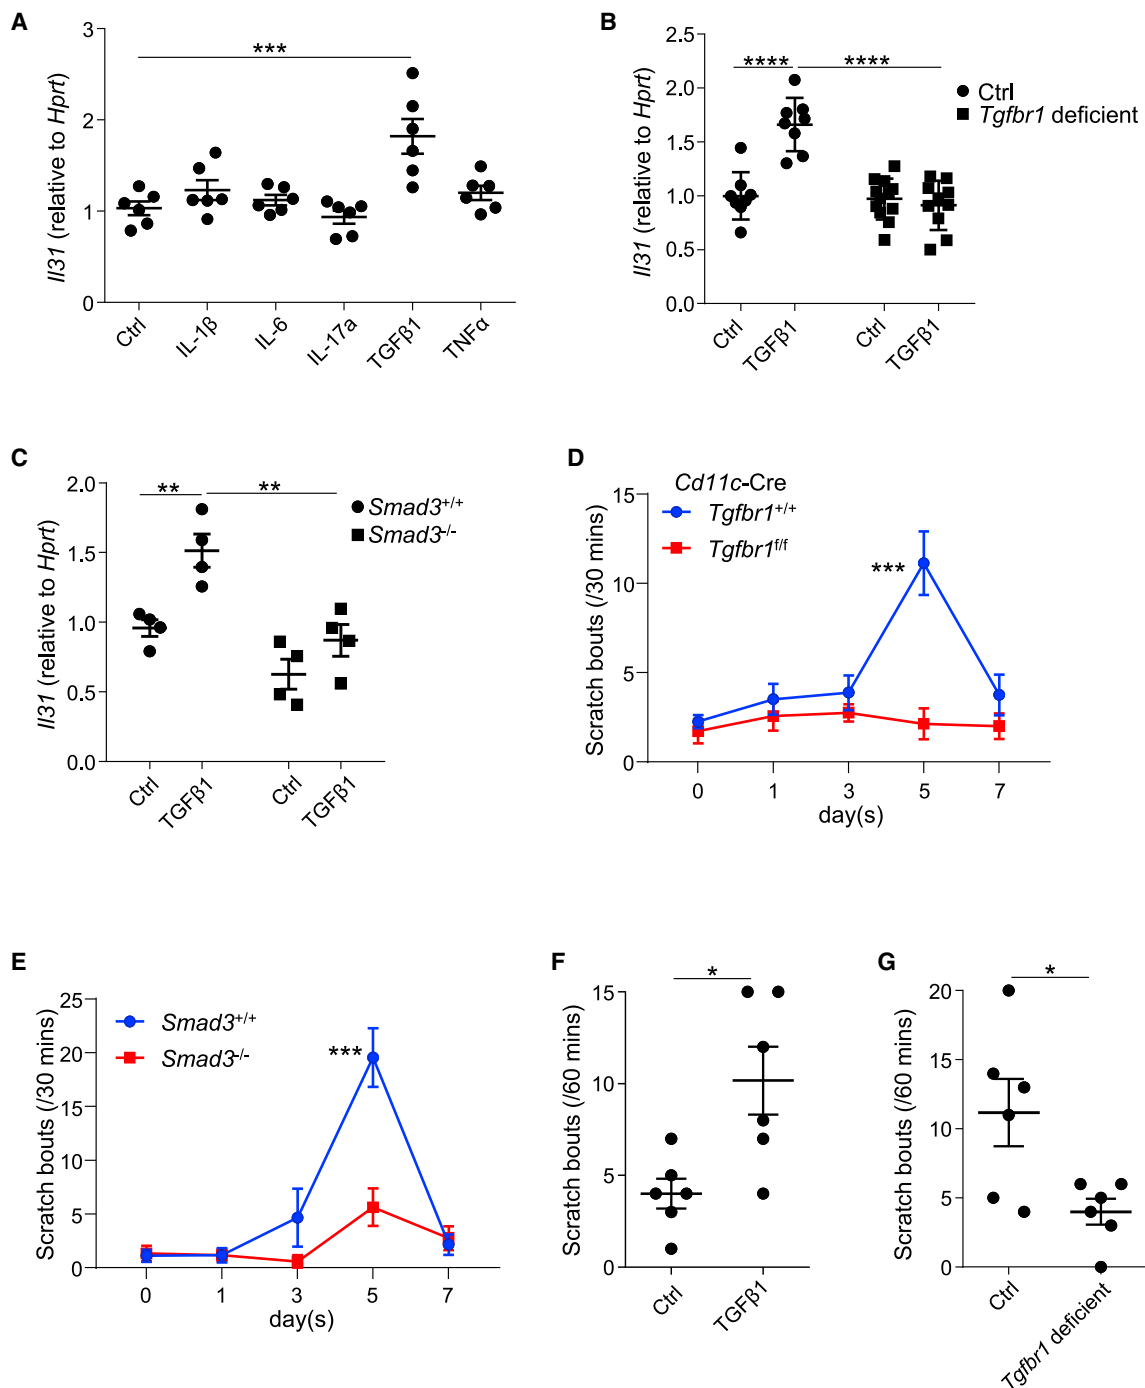 A
Il31 (relative to Hprt)
3
2
1
0
***
Ctrl
IL-1β
IL-6
IL-17a
TGFβ1
TNFα
B
Il31 (relative to Hprt)
2.5
2.0
1.5
1.0
0.5
0.0
**** ****
Ctrl
Tgfbr1 deficient
Ctrl
TGFβ1
Ctrl
TGFβ1
C
Il31 (relative to Hprt)
2.0
1.5
1.0
0.5
0.0
** **
Smad3+/+
Smad3-/-
Ctrl
TGFβ1
Ctrl
TGFβ1
D
Cd11c-Cre
Tgfbr1+/+
Tgfbr1f/f
Scratch bouts (/30 mins)
15
10
5
0
***
0 1 3 5 7
day(s)
E
Smad3+/+
Smad3-/-
Scratch bouts (/30 mins)
25
20
15
10
5
0
***
0 1 3 5 7
day(s)
F
Scratch bouts (/60 mins)
15
10
5
0
*
Ctrl
TGFβ1
G
Scratch bouts (/60 mins)
20
15
10
5
0
*
Ctrl
Tgfbr1 deficient